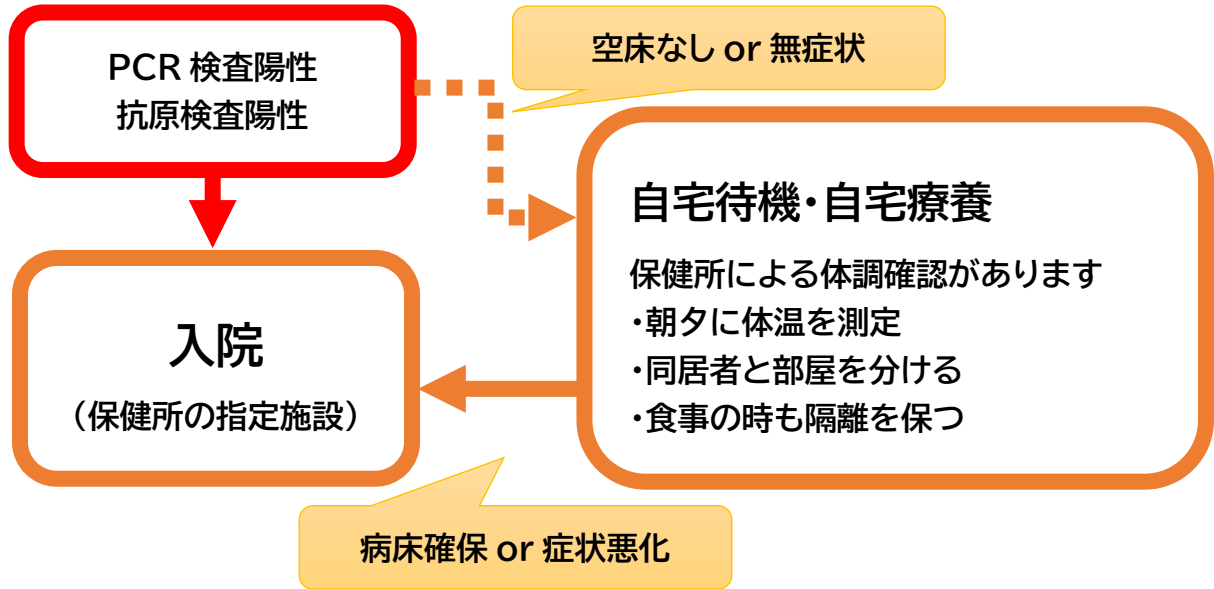 PCR 検査陽性
抗原検査陽性
空床なし or 無症状
自宅待機・自宅療養
保健所による体調確認があります
・朝夕に体温を測定
・同居者と部屋を分ける
・食事の時も隔離を保つ
入院
（保健所の指定施設）
病床確保 or 症状悪化